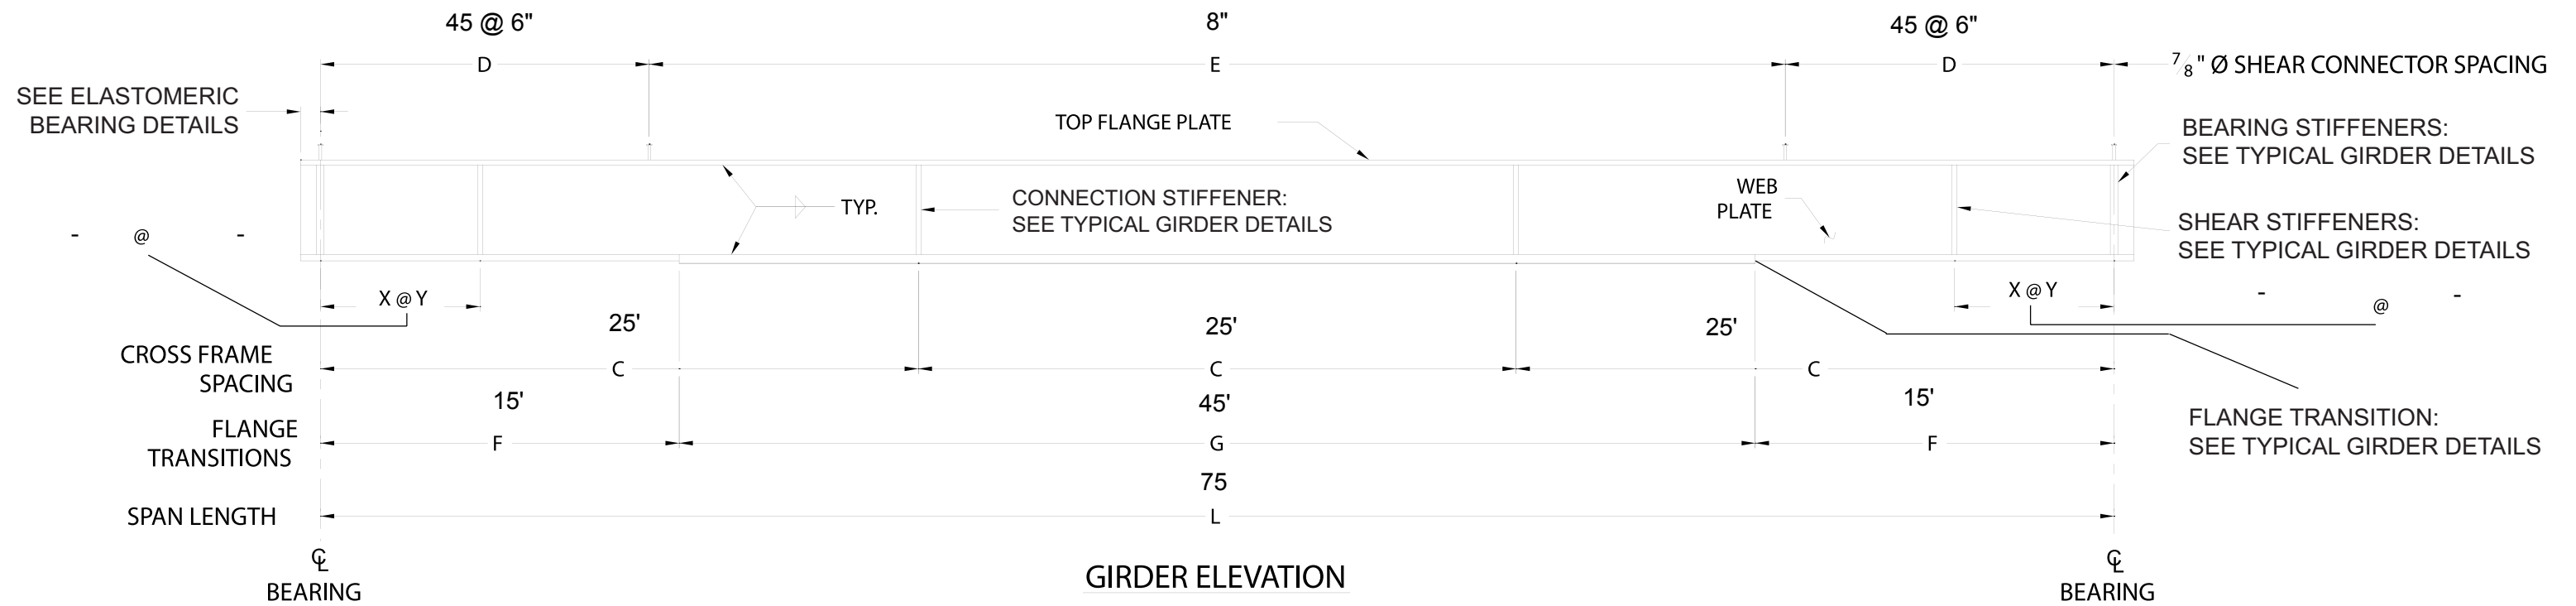 45 @ 6"
8"
45 @ 6"
D
E
D
7/8" Ø SHEAR CONNECTOR SPACING
SEE ELASTOMERIC
BEARING DETAILS
TOP FLANGE PLATE
BEARING STIFFENERS:
SEE TYPICAL GIRDER DETAILS
CONNECTION STIFFENER:
SEE TYPICAL GIRDER DETAILS
WEB
PLATE
TYP.
SHEAR STIFFENERS:
SEE TYPICAL GIRDER DETAILS
- @ -
X @ Y
X @ Y
- @ -
25'
25'
25'
CROSS FRAME
SPACING
C
C
C
15'
45'
15'
FLANGE
TRANSITIONS
F
G
F
FLANGE TRANSITION:
SEE TYPICAL GIRDER DETAILS
75
SPAN LENGTH
L
℄
BEARING
GIRDER ELEVATION
℄
BEARING